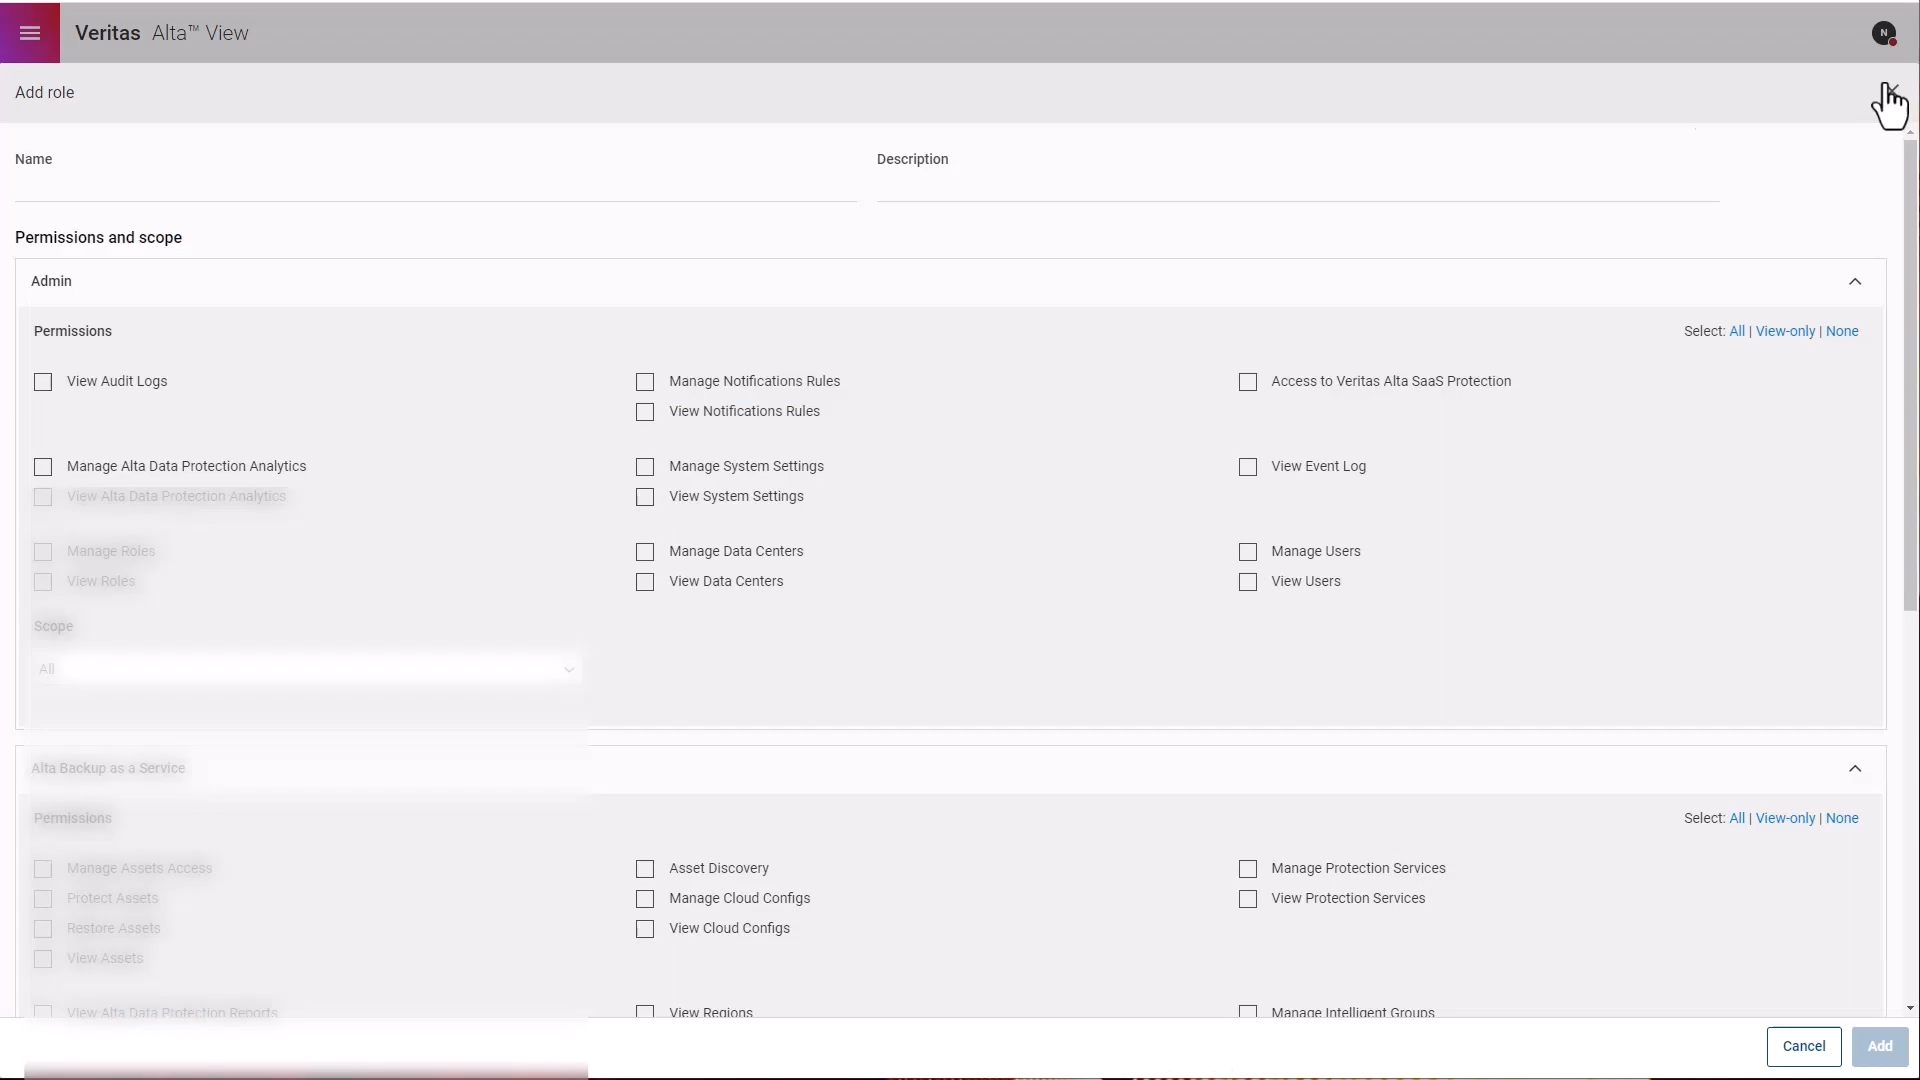 Veritas Alta™ View
N
Add role
Name
Description
Permissions and scope
Admin
Permissions
Select: All | View-only | None
View Audit Logs
Manage Notifications Rules
Access to Veritas Alta SaaS Protection
View Notifications Rules
Manage Alta Data Protection Analytics
Manage System Settings
View Event Log
View Alta Data Protection Analytics
View System Settings
Manage Roles
Manage Data Centers
Manage Users
View Roles
View Data Centers
View Users
Scope
All
Alta Backup as a Service
Permissions
Select: All | View-only | None
Manage Assets Access
Asset Discovery
Manage Protection Services
Protect Assets
Manage Cloud Configs
View Protection Services
Restore Assets
View Cloud Configs
View Assets
View Alta Data Protection Reports
View Regions
Manage Intelligent Groups
Cancel
Add